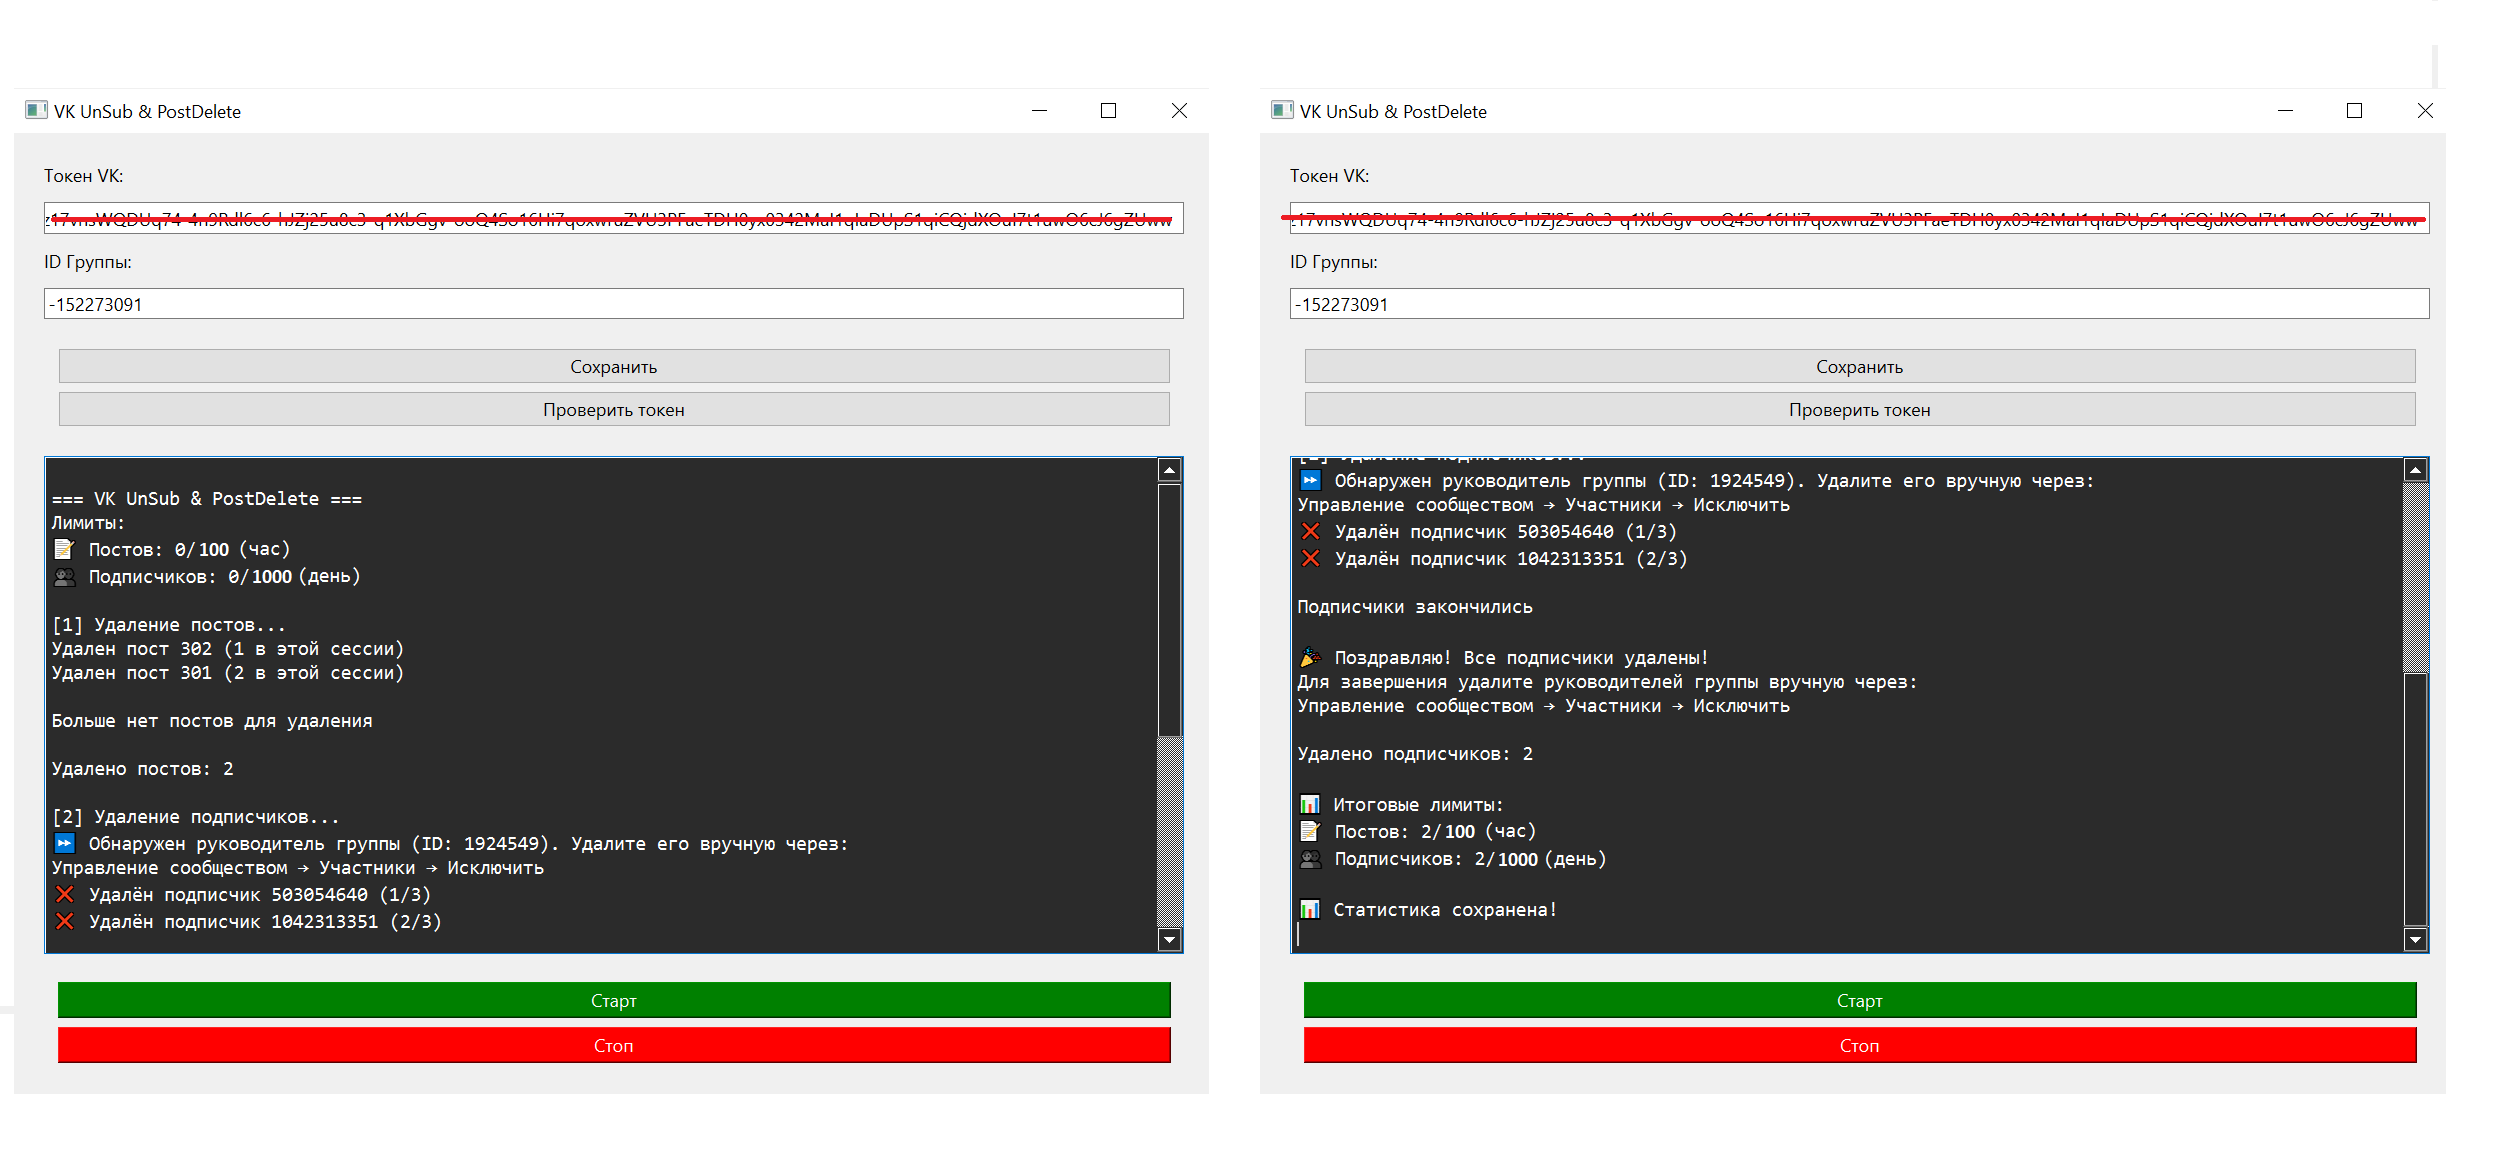 VK UnSub & PostDelete
Токен VK:
ID Группы:
-152273091
Сохранить
Проверить токен
=== VK UnSub & PostDelete ===
Лимиты:
📝 Постов: 0/100 (час)
👥 Подписчиков: 0/1000 (день)
[1] Удаление постов...
Удален пост 302 (1 в этой сессии)
Удален пост 301 (2 в этой сессии)
Больше нет постов для удаления
Удалено постов: 2
[2] Удаление подписчиков...
⏩ Обнаружен руководитель группы (ID: 1924549). Удалите его вручную через:
Управление сообществом → Участники → Исключить
❌ Удалён подписчик 503054640 (1/3)
❌ Удалён подписчик 1042313351 (2/3)
Старт
Стоп
VK UnSub & PostDelete
Токен VK:
ID Группы:
-152273091
Сохранить
Проверить токен
⏩ Обнаружен руководитель группы (ID: 1924549). Удалите его вручную через:
Управление сообществом → Участники → Исключить
❌ Удалён подписчик 503054640 (1/3)
❌ Удалён подписчик 1042313351 (2/3)
Подписчики закончились
🎉 Поздравляю! Все подписчики удалены!
Для завершения удалите руководителей группы вручную через:
Управление сообществом → Участники → Исключить
Удалено подписчиков: 2
📊 Итоговые лимиты:
📝 Постов: 2/100 (час)
👥 Подписчиков: 2/1000 (день)
📊 Статистика сохранена!
Старт
Стоп